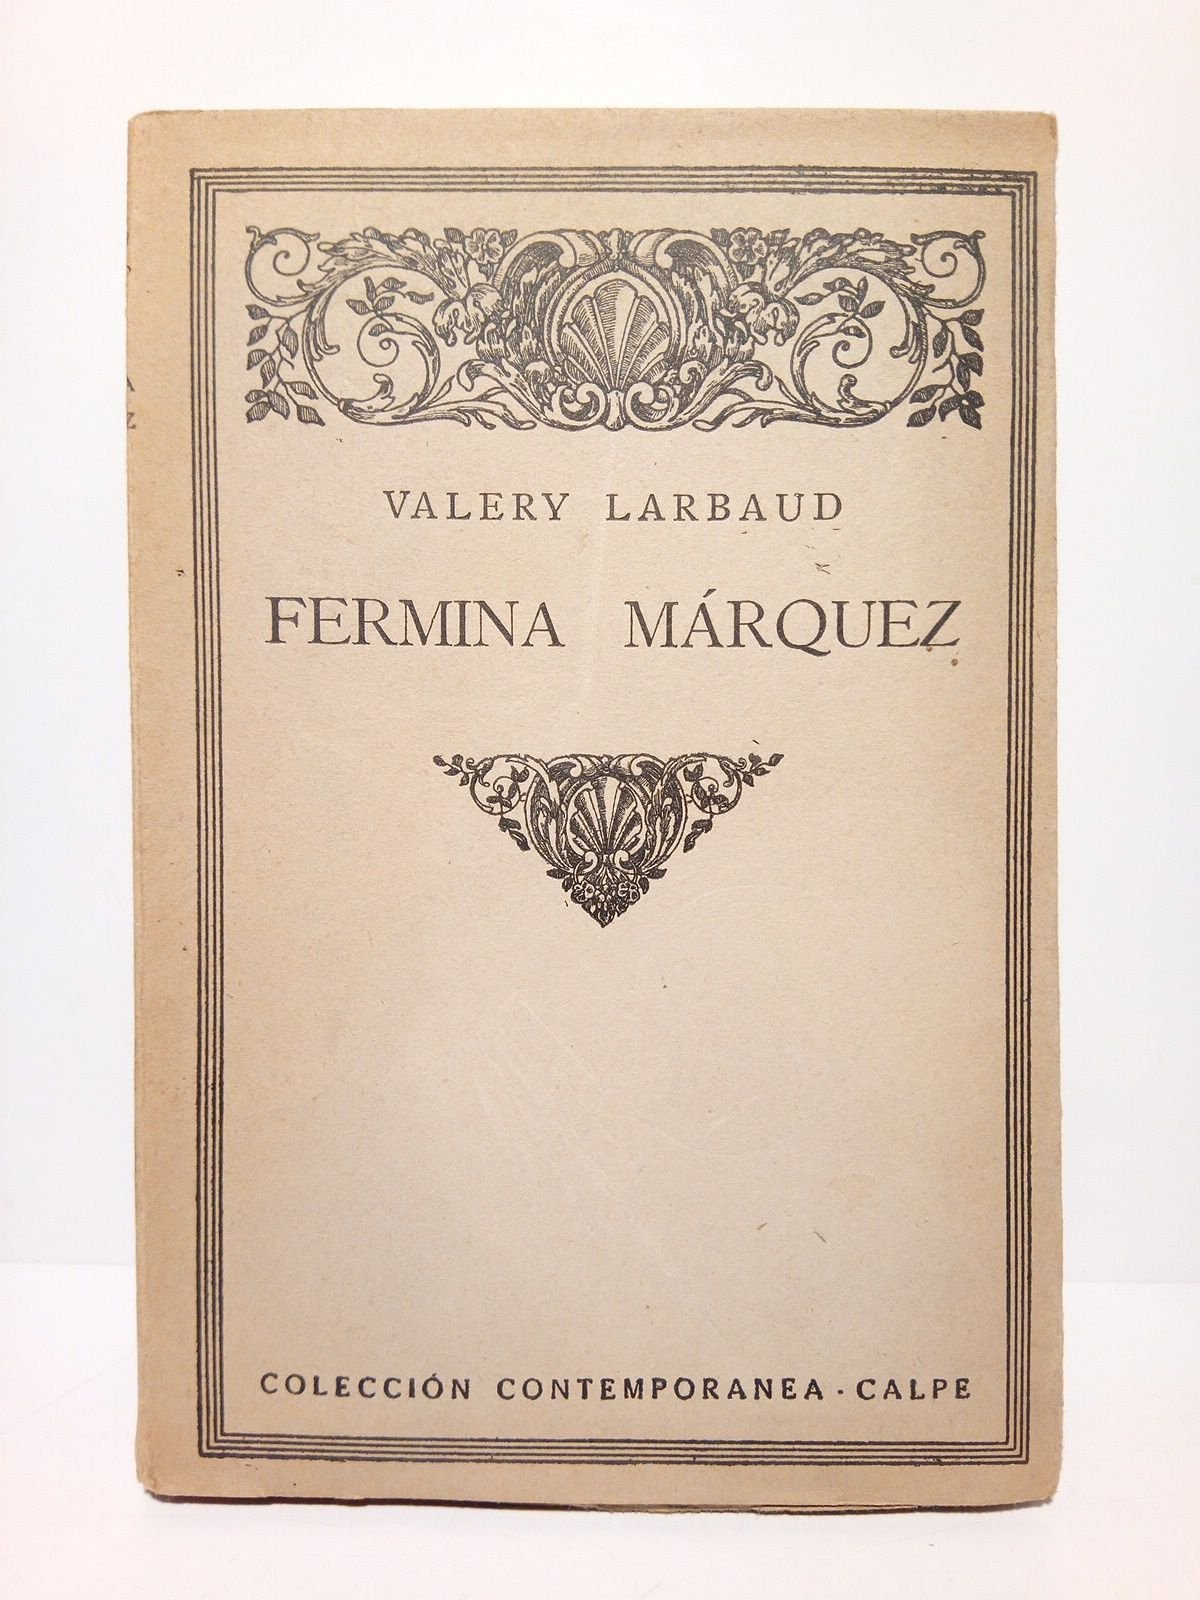 VALERY LARBAUD
FERMINA MÁRQUEZ
COLECCIÓN CONTEMPORANEA · CALPE